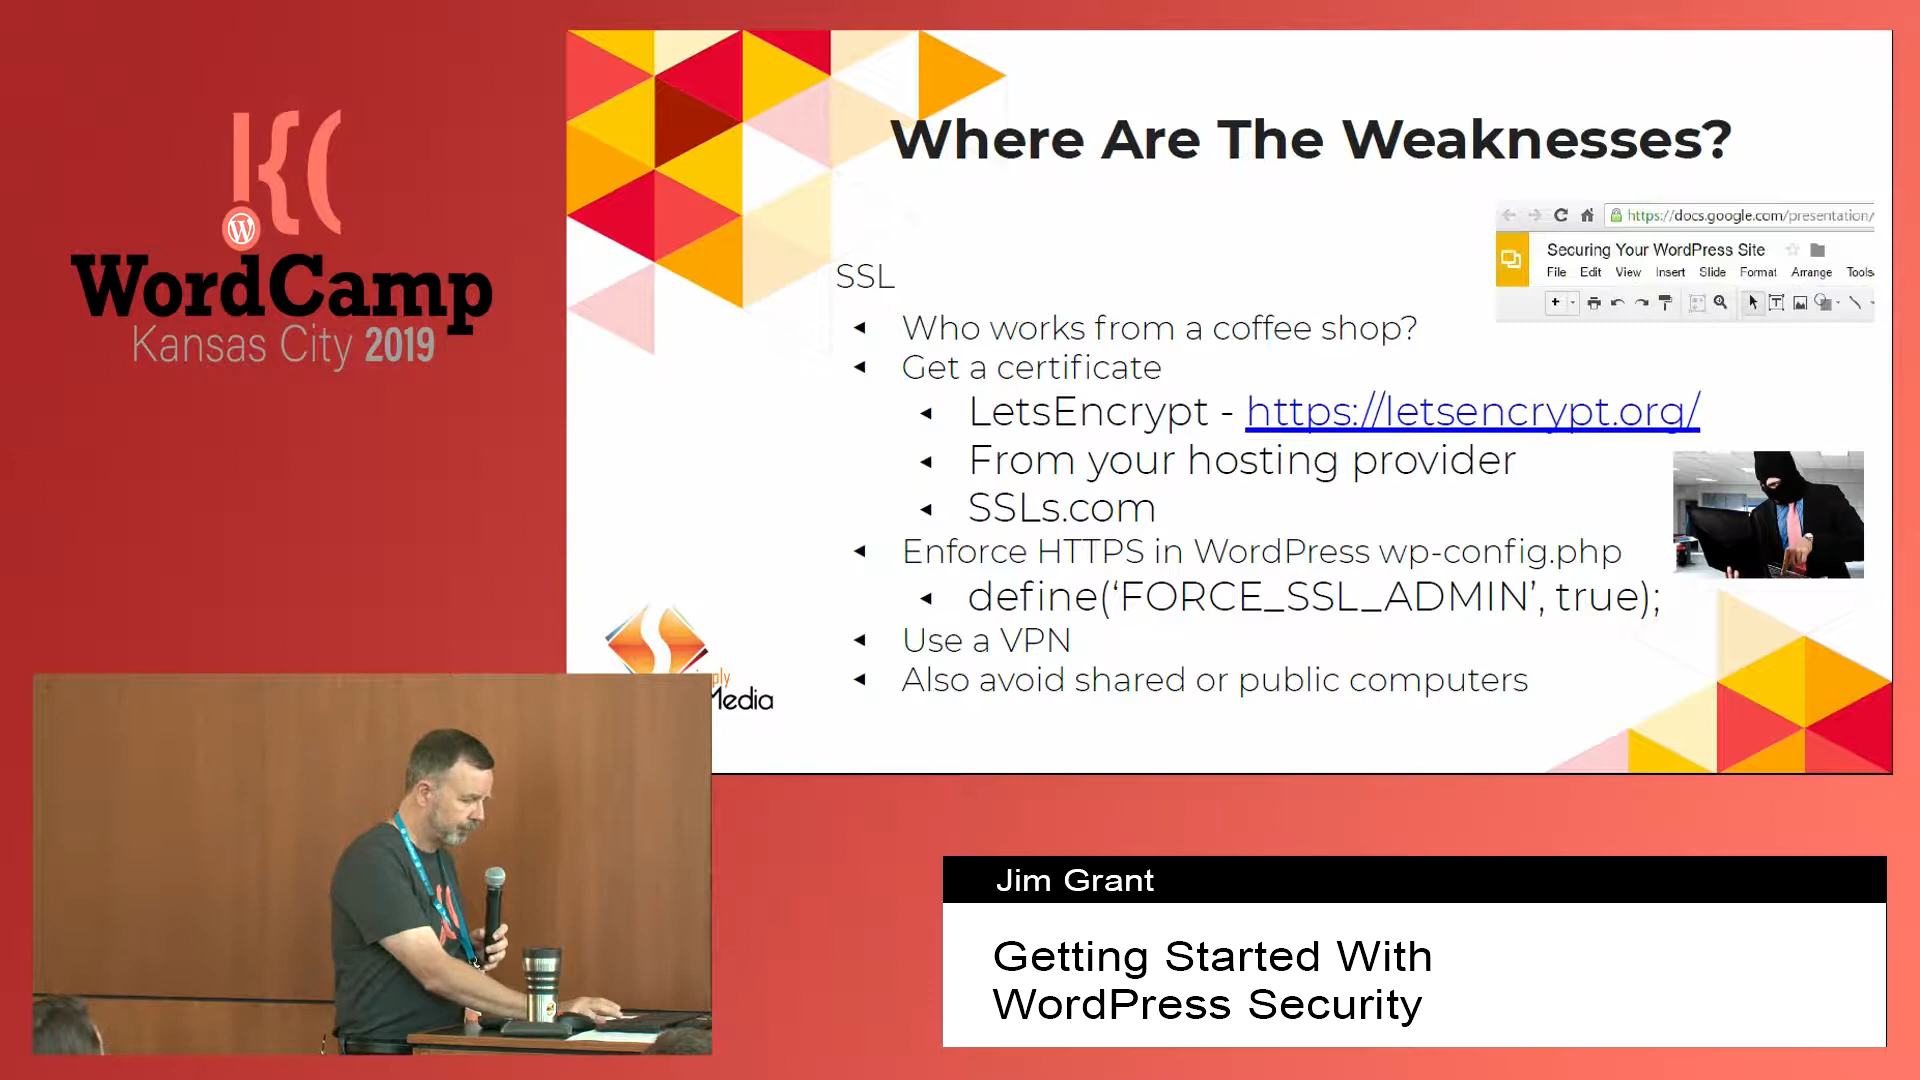 WordCamp
Kansas City 2019
Where Are The Weaknesses?
https://docs.google.com/presentation/
Securing Your WordPress Site
File Edit View Insert Slide Format Arrange Tools
SSL
Who works from a coffee shop?
Get a certificate
LetsEncrypt - https://letsencrypt.org/
From your hosting provider
SSLs.com
Enforce HTTPS in WordPress wp-config.php
define(‘FORCE_SSL_ADMIN’, true);
Use a VPN
Also avoid shared or public computers
Media
Jim Grant
Getting Started With
WordPress Security